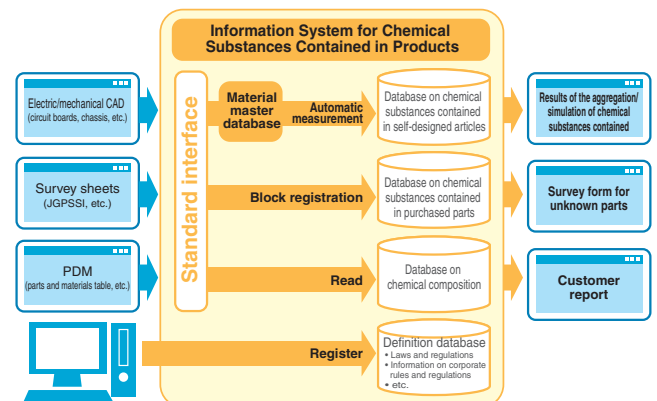 Information System for Chemical
Substances Contained in Products
Electric/mechanical CAD
(circuit boards, chassis, etc.)
Survey sheets
(JGPSSI, etc.)
PDM
(parts and materials table, etc.)
Standard interface
Material
master
database
Automatic
measurement
Block registration
Read
Register
Database on chemical
substances contained
in self-designed articles
Database on chemical
substances contained
in purchased parts
Database on
chemical composition
Definition database
• Laws and regulations
• Information on corporate
rules and regulations
• etc.
Results of the aggregation/
simulation of chemical
substances contained
Survey form for
unknown parts
Customer
report